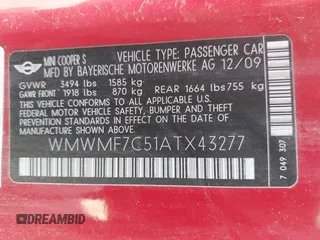 MINI COOPER S VEHICLE TYPE: PASSENGER CAR
MFD BY BAYERISCHE MOTORENWERKE AG 12/09
GVWR 3494 lbs 1585 kg
FRONT GAWR 1918 lbs 870 kg REAR 1664 lbs 755 kg
THIS VEHICLE CONFORMS TO ALL APPLICABLE U.S.
FEDERAL MOTOR VEHICLE SAFETY, BUMPER, AND THEFT
PREVENTION STANDARDS IN EFFECT ON THE DATE
OF MANUFACTURE SHOWN ABOVE.
WMWMF7C51ATX43277
7 049 307
DREAMBID